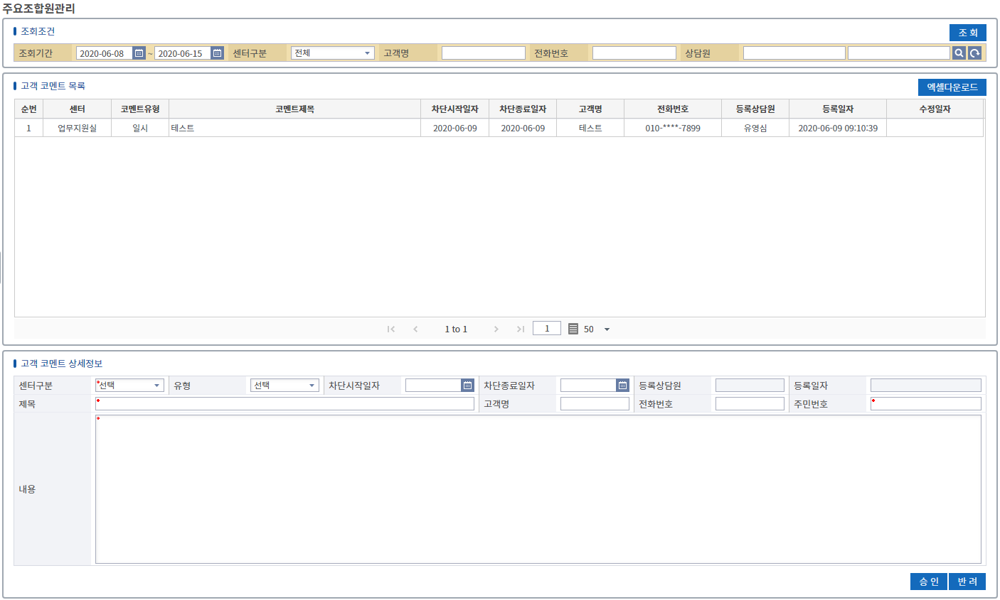 주요조합원관리
조회조건
조 회
조회기간 2020-06-08 ~ 2020-06-15 센터구분 전체 고객명 전화번호 상담원
고객 코멘트 목록
엑셀다운로드
순번 센터 코멘트유형 코멘트제목 차단시작일자 차단종료일자 고객명 전화번호 등록상담원 등록일자 수정일자
1 업무지원실 일시 테스트 2020-06-09 2020-06-09 테스트 010-****-7899 유영심 2020-06-09 09:10:39
1 to 1 1 50
고객 코멘트 상세정보
센터구분 선택 유형 선택 차단시작일자 차단종료일자 등록상담원 등록일자
제목 고객명 전화번호 주민번호
내용
승 인 반 려